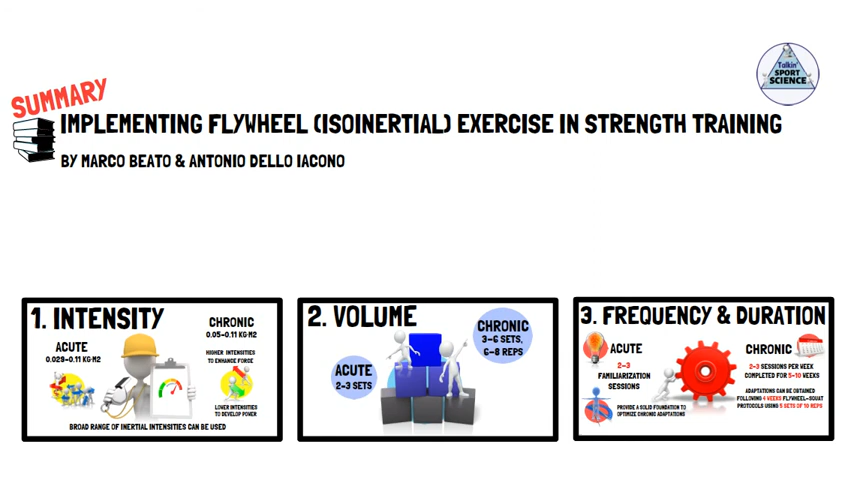 Talkin'
SPORT
SCIENCE
SUMMARY
IMPLEMENTING FLYWHEEL (ISOINERTIAL) EXERCISE IN STRENGTH TRAINING
BY MARCO BEATO & ANTONIO DELLO IACONO
1. INTENSITY
ACUTE
0.029-0.11 KG·M2
CHRONIC
0.05-0.11 KG·M2
HIGHER INTENSITIES
TO ENHANCE FORCE
LOWER INTENSITIES
TO DEVELOP POWER
BROAD RANGE OF INERTIAL INTENSITIES CAN BE USED
2. VOLUME
ACUTE
2-3 SETS
CHRONIC
3-6 SETS,
6-8 REPS
3. FREQUENCY & DURATION
ACUTE
2-3
FAMILIARIZATION
SESSIONS
PROVIDE A SOLID FOUNDATION TO
OPTIMIZE CHRONIC ADAPTATIONS
CHRONIC
2-3 SESSIONS PER WEEK
COMPLETED FOR 5-10 WEEKS
ADAPTATIONS CAN BE OBTAINED
FOLLOWING 4 WEEKS FLYWHEEL-SQUAT
PROTOCOLS USING 5 SETS OF 10 REPS